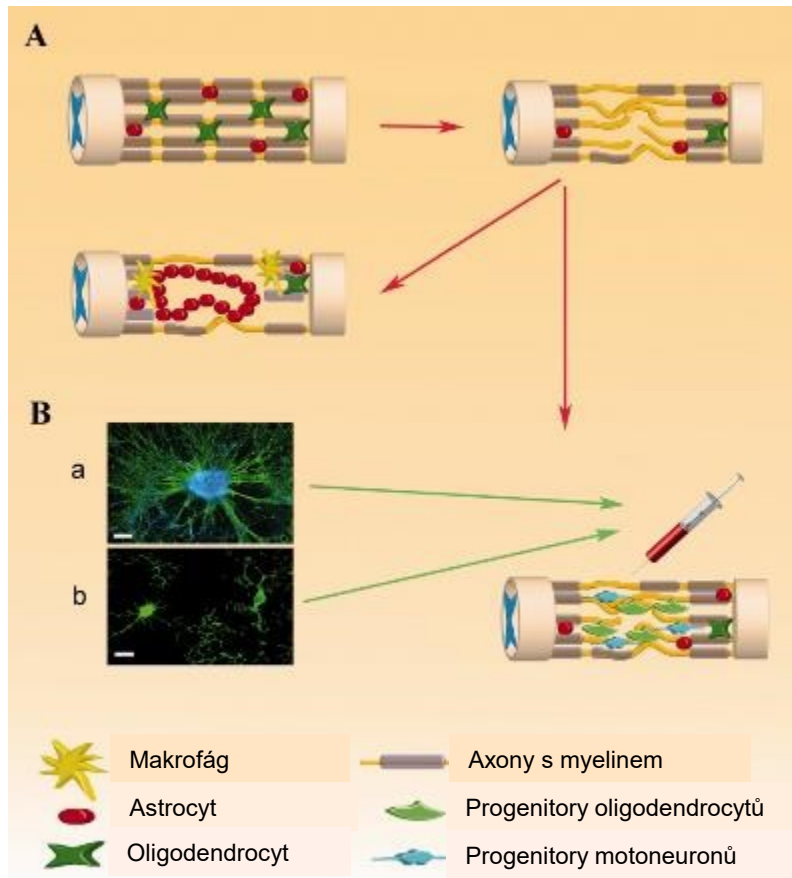 A
B
a
b
Makrofág
Axony s myelinem
Astrocyt
Progenitory oligodendrocytů
Oligodendrocyt
Progenitory motoneuronů